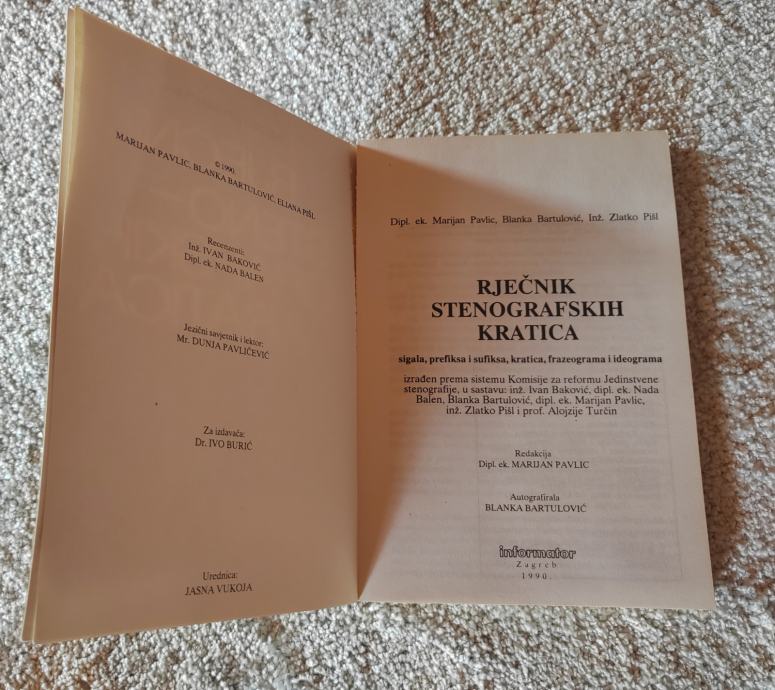 © 1990.
MARIJAN PAVLIC, BLANKA BARTULOVIĆ, ELIANA PIŠL
Recenzenti:
Inž. IVAN BAKOVIĆ
Dipl. ek. NADA BALEN
Jezični savjetnik i lektor:
Mr. DUNJA PAVLIČEVIĆ
Za izdavača:
Dr. IVO BURIĆ
Urednica:
JASNA VUKOJA
Dipl. ek. Marijan Pavlic, Blanka Bartulović, Inž. Zlatko Pišl
RJEČNIK
STENOGRAFSKIH
KRATICA
sigala, prefiksa i sufiksa, kratica, frazeograma i ideograma
izrađen prema sistemu Komisije za reformu Jedinstvene
stenografije, u sastavu: inž. Ivan Baković, dipl. ek. Nada
Balen, Blanka Bartulović, dipl. ek. Marijan Pavlic,
inž. Zlatko Pišl i prof. Alojzije Turčin
Redakcija
Dipl. ek. MARIJAN PAVLIC
Autografirala
BLANKA BARTULOVIĆ
informator
Zagreb
1990.